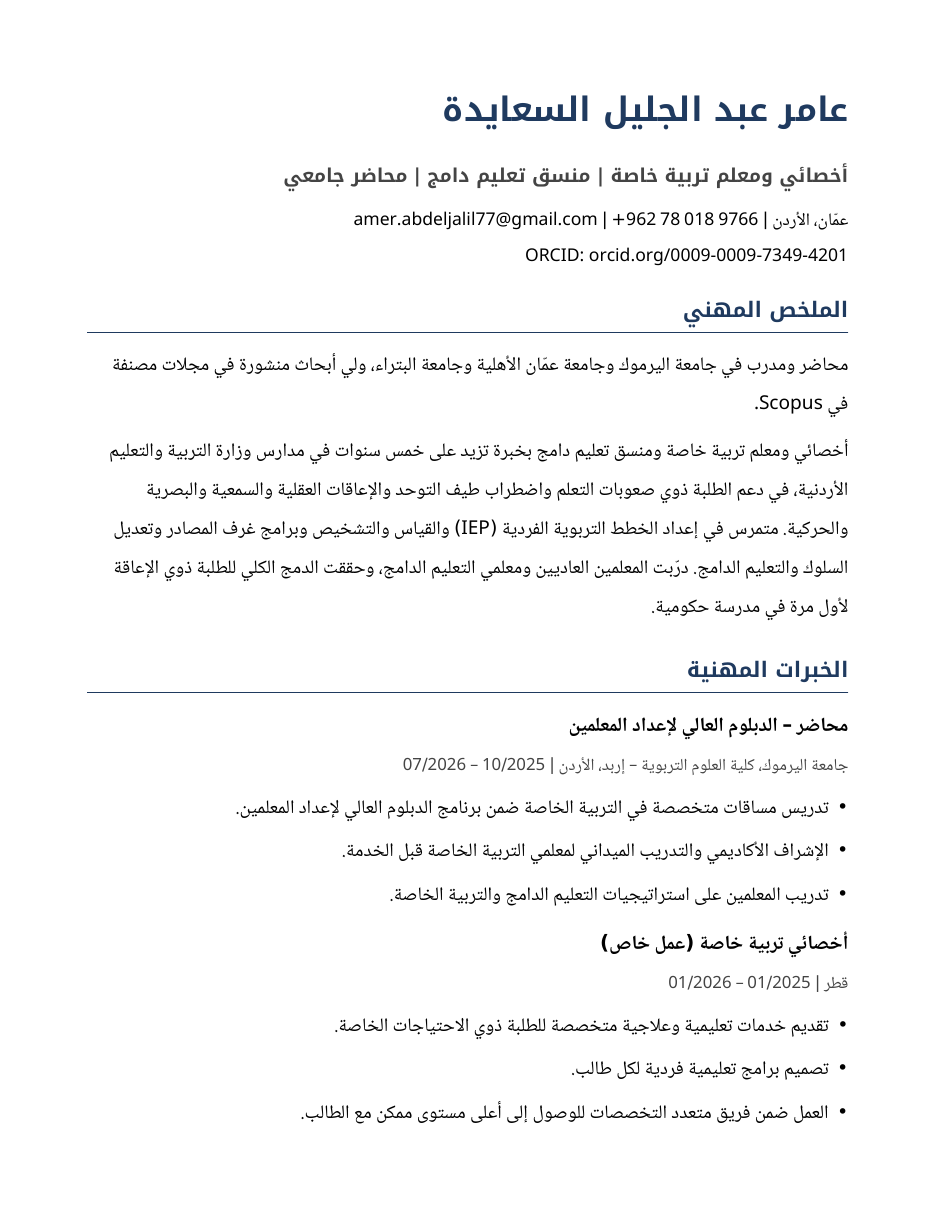 عامر عبد الجليل السعايدة
أخصائي ومعلم تربية خاصة | منسق تعليم دامج | محاضر جامعي
عمّان، الأردن | +962 78 018 9766 | amer.abdeljalil77@gmail.com
ORCID: orcid.org/0009-0009-7349-4201
الملخص المهني
محاضر ومدرب في جامعة اليرموك وجامعة عمّان الأهلية وجامعة البتراء، ولي أبحاث منشورة في مجلات مصنفة
في Scopus.
أخصائي ومعلم تربية خاصة ومنسق تعليم دامج بخبرة تزيد على خمس سنوات في مدارس وزارة التربية والتعليم
الأردنية، في دعم الطلبة ذوي صعوبات التعلم واضطراب طيف التوحد والإعاقات العقلية والسمعية والبصرية
والحركية. متمرس في إعداد الخطط التربوية الفردية (IEP) والقياس والتشخيص وبرامج غرف المصادر وتعديل
السلوك والتعليم الدامج. درّبت المعلمين العاديين ومعلمي التعليم الدامج، وحققت الدمج الكلي للطلبة ذوي الإعاقة
لأول مرة في مدرسة حكومية.
الخبرات المهنية
محاضر – الدبلوم العالي لإعداد المعلمين
جامعة اليرموك، كلية العلوم التربوية – إربد، الأردن | 10/2025 – 07/2026
• تدريس مساقات متخصصة في التربية الخاصة ضمن برنامج الدبلوم العالي لإعداد المعلمين.
• الإشراف الأكاديمي والتدريب الميداني لمعلمي التربية الخاصة قبل الخدمة.
• تدريب المعلمين على استراتيجيات التعليم الدامج والتربية الخاصة.
أخصائي تربية خاصة (عمل خاص)
قطر | 01/2025 – 01/2026
• تقديم خدمات تعليمية وعلاجية متخصصة للطلبة ذوي الاحتياجات الخاصة.
• تصميم برامج تعليمية فردية لكل طالب.
• العمل ضمن فريق متعدد التخصصات للوصول إلى أعلى مستوى ممكن مع الطالب.